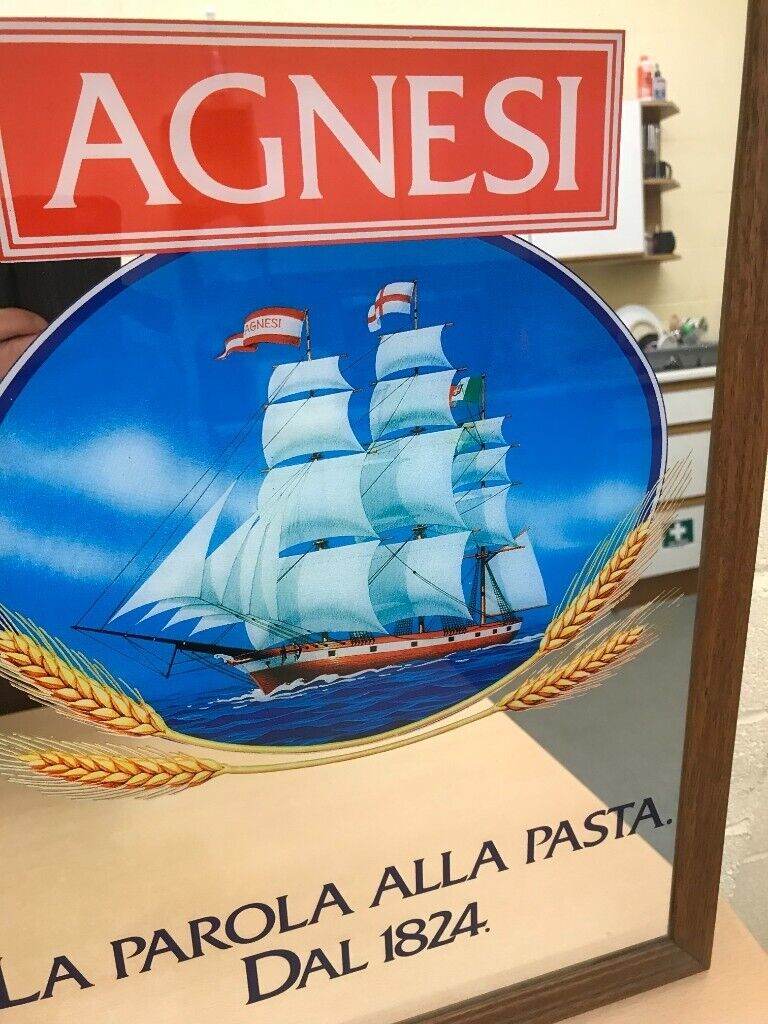 AGNESI
AGNESI
LA PAROLA ALLA PASTA.
DAL 1824.